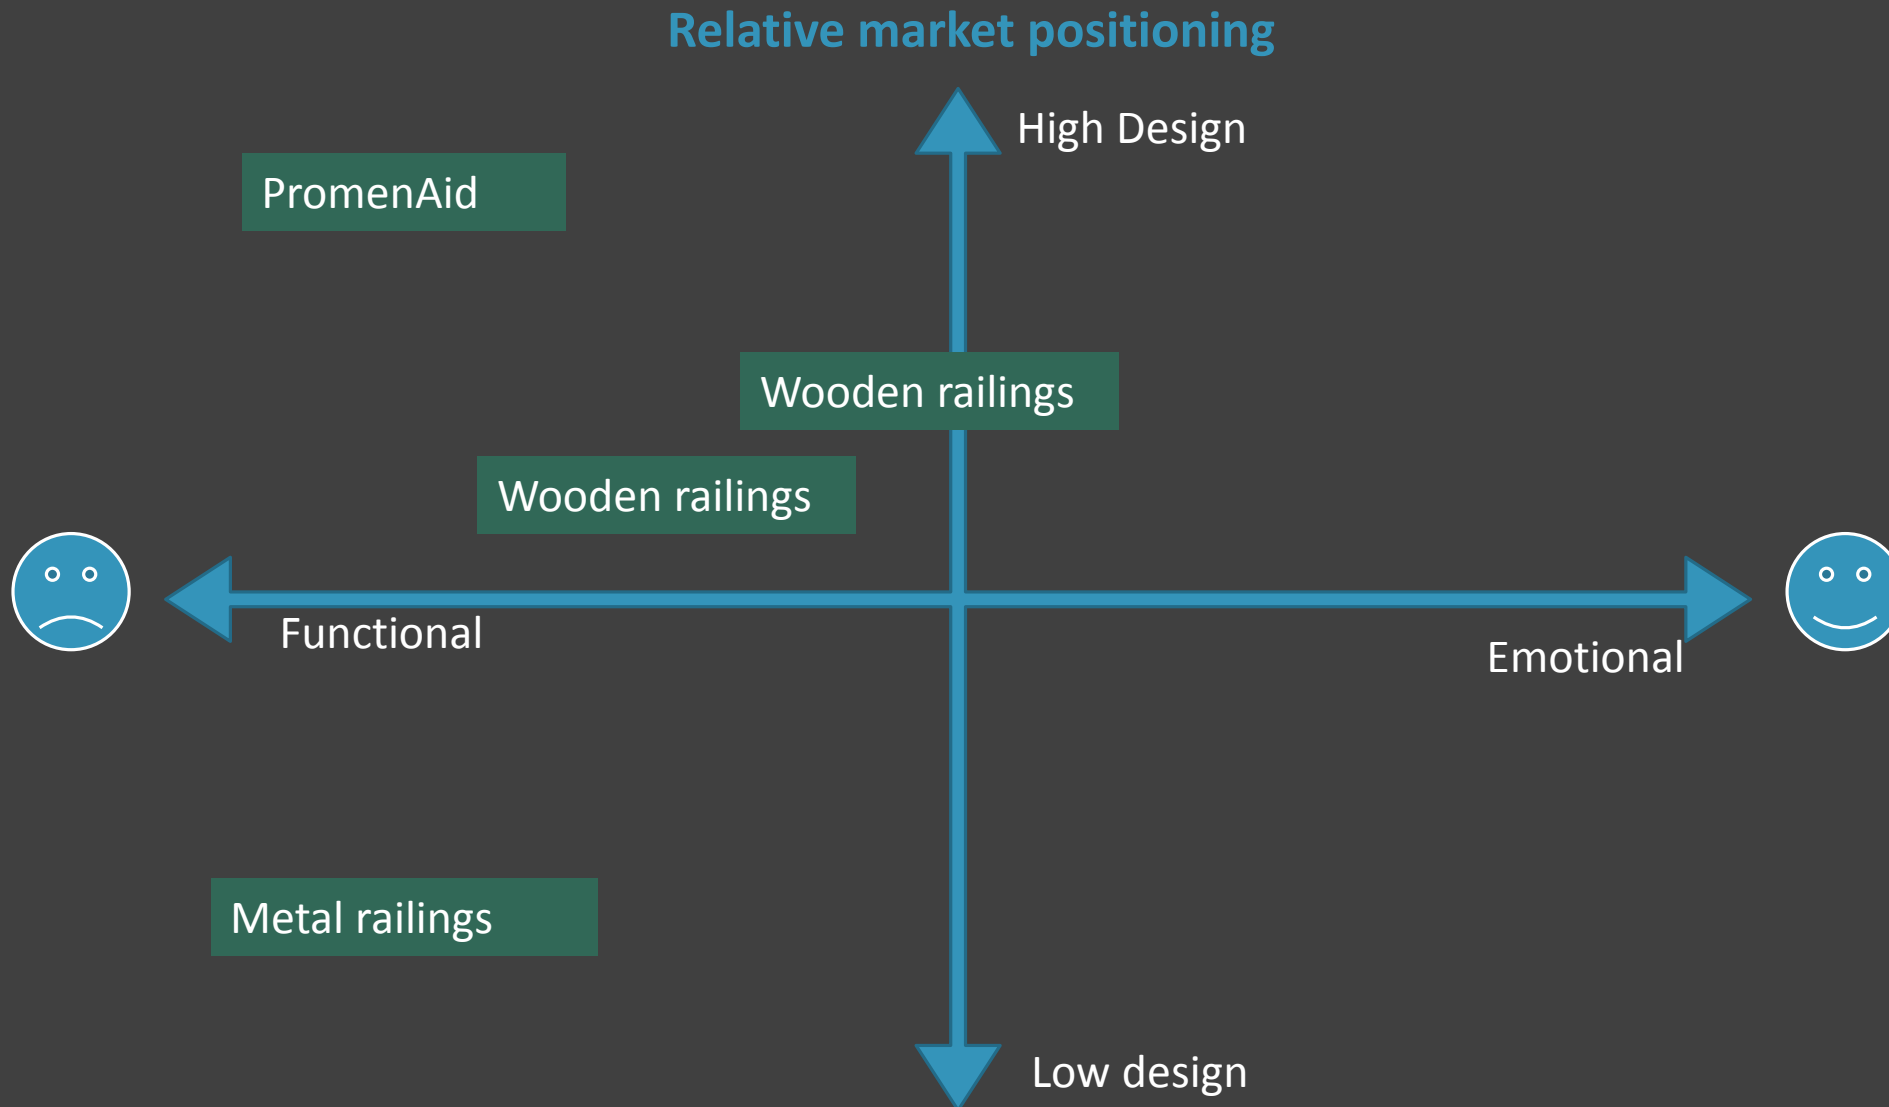 Relative market positioning
High Design
PromenAid
Wooden railings
Wooden railings
Functional
Emotional
Metal railings
Low design